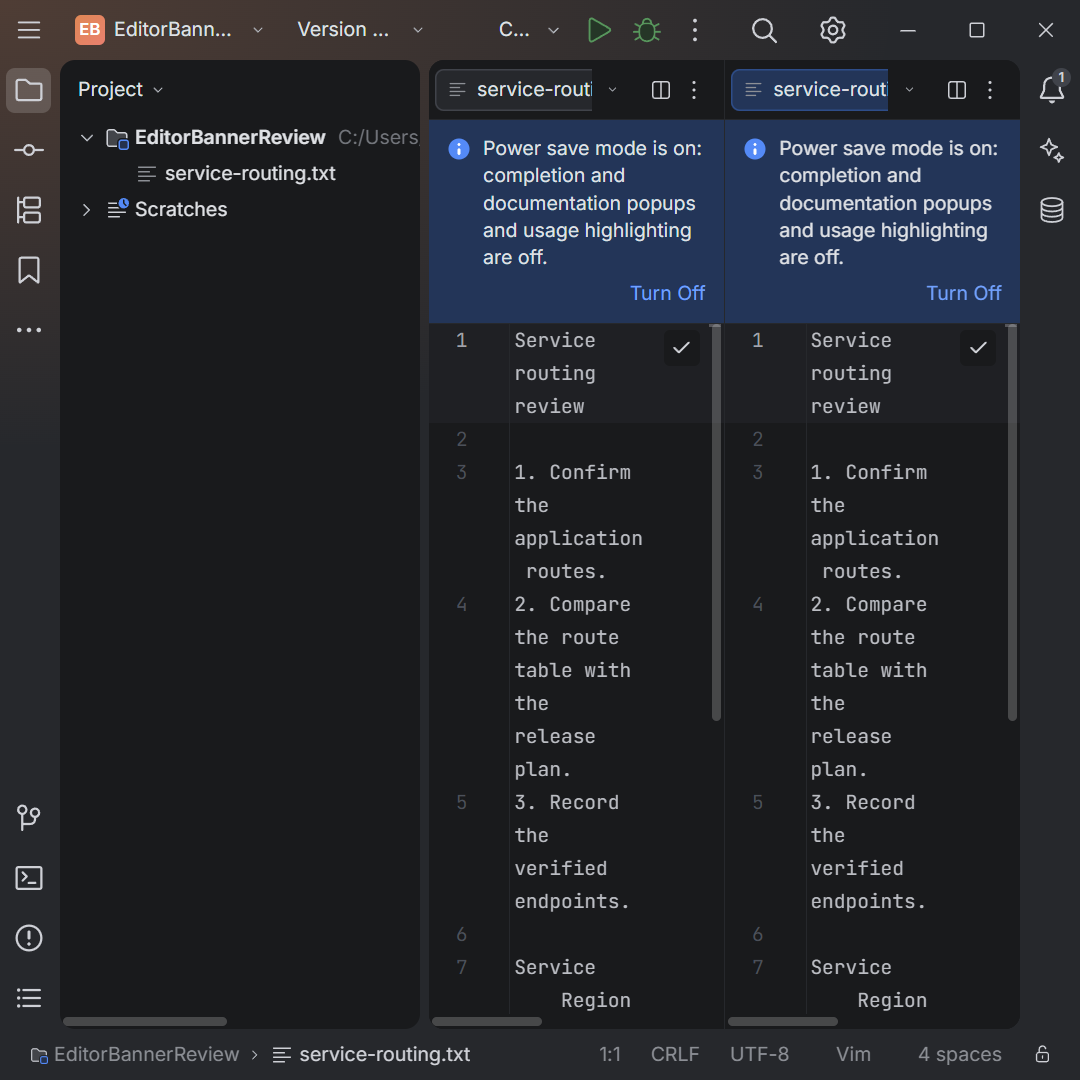 EB EditorBann... Version ... C...
Project
EditorBannerReview C:/Users/
service-routing.txt
Scratches
service-routi
Power save mode is on:
completion and
documentation popups
and usage highlighting
are off.
Turn Off
1 Service
routing
review
2
3 1. Confirm
the
application
routes.
4 2. Compare
the route
table with
the
release
plan.
5 3. Record
the
verified
endpoints.
6
7 Service
Region
service-routi
Power save mode is on:
completion and
documentation popups
and usage highlighting
are off.
Turn Off
1 Service
routing
review
2
3 1. Confirm
the
application
routes.
4 2. Compare
the route
table with
the
release
plan.
5 3. Record
the
verified
endpoints.
6
7 Service
Region
1
EditorBannerReview › service-routing.txt 1:1 CRLF UTF-8 Vim 4 spaces